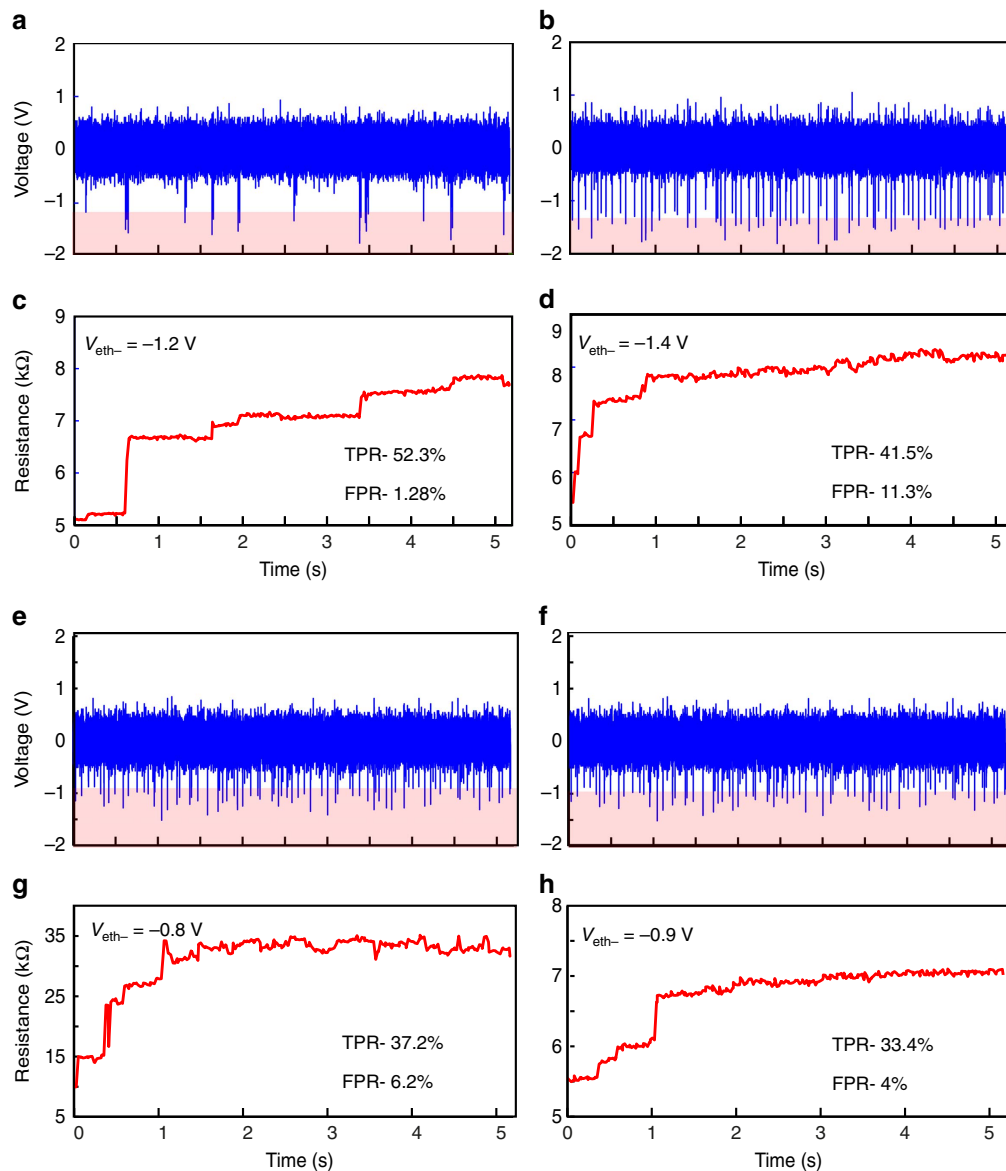 a
2
1
0
–1
–2
Voltage (V)
b
2
1
0
–1
–2
c
9
8
7
6
5
Resistance (kΩ)
Veth– = –1.2 V
TPR- 52.3%
FPR- 1.28%
0 1 2 3 4 5
Time (s)
d
9
8
7
6
5
Veth– = –1.4 V
TPR- 41.5%
FPR- 11.3%
0 1 2 3 4 5
Time (s)
e
2
1
0
–1
–2
Voltage (V)
f
2
1
0
–1
–2
g
35
25
15
5
Resistance (kΩ)
Veth– = –0.8 V
TPR- 37.2%
FPR- 6.2%
0 1 2 3 4 5
Time (s)
h
8
7
6
5
Veth– = –0.9 V
TPR- 33.4%
FPR- 4%
0 1 2 3 4 5
Time (s)